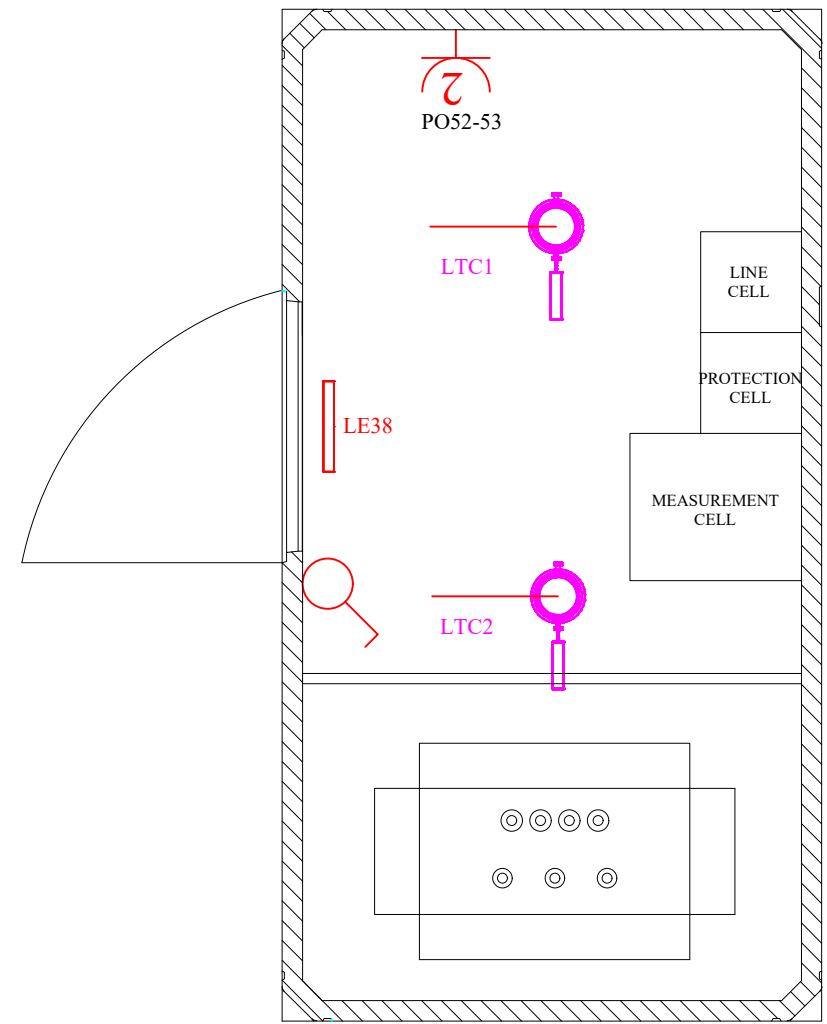 2
PO52-53
LTC1
LINE
CELL
PROTECTION
CELL
LE38
MEASUREMENT
CELL
LTC2